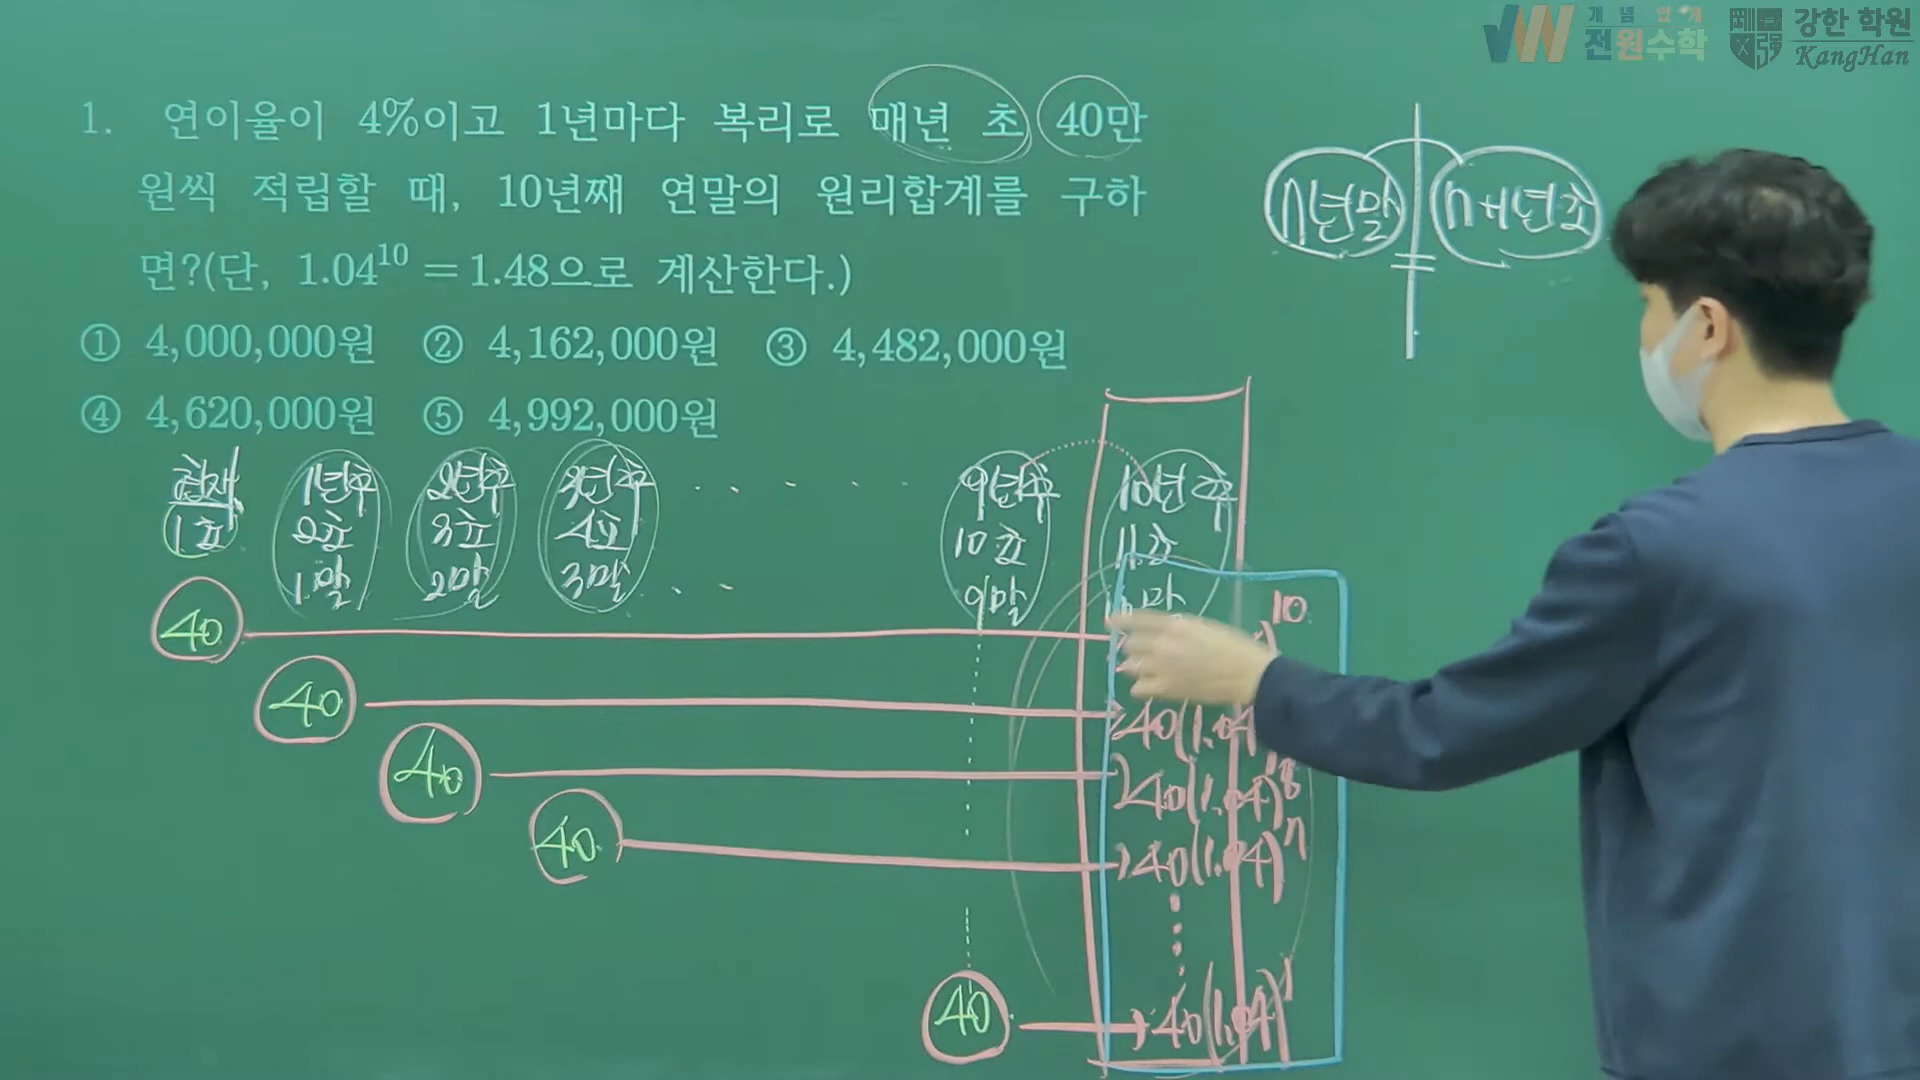 개념잡기
전원수학
강한 학원
KangHan
1. 연이율이 4%이고 1년마다 복리로 매년 초 40만
원씩 적립할 때, 10년째 연말의 원리합계를 구하
면?(단, 1.04¹⁰ = 1.48으로 계산한다.)
① 4,000,000원 ② 4,162,000원 ③ 4,482,000원
④ 4,620,000원 ⑤ 4,992,000원
n년말 n+1년초
현재 1년후 2년후 3년후 · · · · · 9년후 10년후
1초 2초 3초 4초 10초 11초
1말 2말 3말 · · 9말 말
40 )¹⁰
40 40(1.04
40 40(1.04)⁸
40 40(1.04)⁷
40 40(1.04)¹